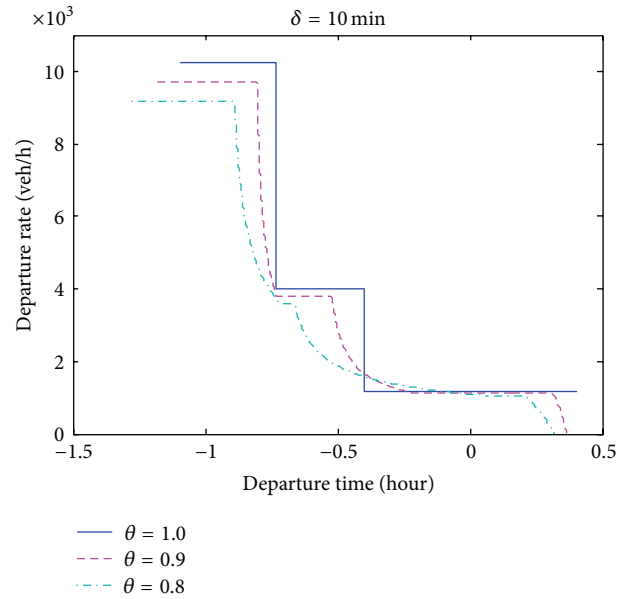 ×10³
δ = 10 min
10
8
6
4
2
0
Departure rate (veh/h)
−1.5
−1
−0.5
0
0.5
Departure time (hour)
θ = 1.0
θ = 0.9
θ = 0.8